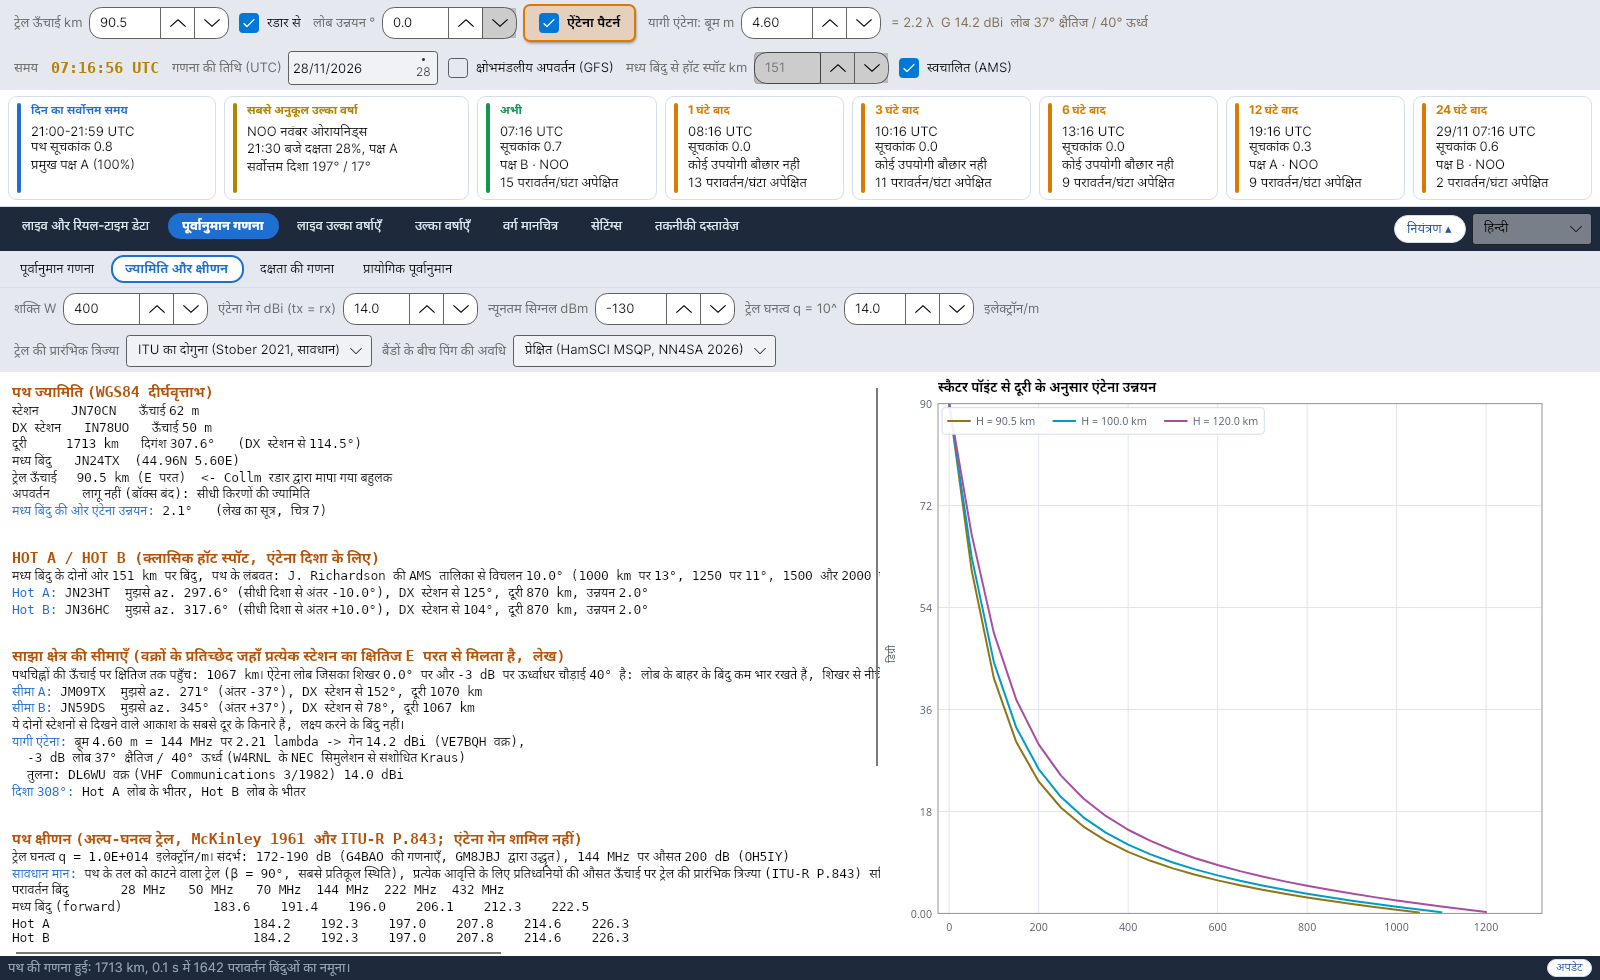 ट्रेल ऊँचाई km 90.5 रडार से लोब उन्नयन ° 0.0 ऐंटेना पैटर्न यागी एंटेना: बूम m 4.60 = 2.2 λ G 14.2 dBi लोब 37° क्षैतिज / 40° ऊर्ध्व
समय 07:16:56 UTC गणना की तिथि (UTC) 28/11/2026 28 क्षोभमंडलीय अपवर्तन (GFS) मध्य बिंदु से हॉट स्पॉट km 151 स्वचालित (AMS)
दिन का सर्वोत्तम समय
21:00-21:59 UTC
पथ सूचकांक 0.8
प्रमुख पक्ष A (100%)
सबसे अनुकूल उल्का वर्षा
NOO नवंबर ओरायनिड्स
21:30 बजे दक्षता 28%, पक्ष A
सर्वोत्तम दिशा 197° / 17°
अभी
07:16 UTC
सूचकांक 0.7
पक्ष B · NOO
15 परावर्तन/घंटा अपेक्षित
1 घंटे बाद
08:16 UTC
सूचकांक 0.0
कोई उपयोगी बौछार नहीं
13 परावर्तन/घंटा अपेक्षित
3 घंटे बाद
10:16 UTC
सूचकांक 0.0
कोई उपयोगी बौछार नहीं
11 परावर्तन/घंटा अपेक्षित
6 घंटे बाद
13:16 UTC
सूचकांक 0.0
कोई उपयोगी बौछार नहीं
9 परावर्तन/घंटा अपेक्षित
12 घंटे बाद
19:16 UTC
सूचकांक 0.3
पक्ष A · NOO
9 परावर्तन/घंटा अपेक्षित
24 घंटे बाद
29/11 07:16 UTC
सूचकांक 0.6
पक्ष B · NOO
2 परावर्तन/घंटा अपेक्षित
लाइव और रियल-टाइम डेटा पूर्वानुमान गणना लाइव उल्का वर्षाएँ उल्का वर्षाएँ वर्ग मानचित्र सेटिंग्स तकनीकी दस्तावेज़ नियंत्रण ▴ हिन्दी
पूर्वानुमान गणना ज्यामिति और क्षीणन दक्षता की गणना प्रायोगिक पूर्वानुमान
शक्ति W 400 एंटेना गेन dBi (tx = rx) 14.0 न्यूनतम सिग्नल dBm -130 ट्रेल घनत्व q = 10^ 14.0 इलेक्ट्रॉन/m
ट्रेल की प्रारंभिक त्रिज्या ITU का दोगुना (Stober 2021, सावधान) बैंडों के बीच पिंग की अवधि प्रेक्षित (HamSCI MSQP, NN4SA 2026)
पथ ज्यामिति (WGS84 दीर्घवृत्ताभ)
स्टेशन JN70CN ऊँचाई 62 m
DX स्टेशन IN78UO ऊँचाई 50 m
दूरी 1713 km दिगंश 307.6° (DX स्टेशन से 114.5°)
मध्य बिंदु JN24TX (44.96N 5.60E)
ट्रेल ऊँचाई 90.5 km (E परत) <- Collm रडार द्वारा मापा गया बहुलक
अपवर्तन लागू नहीं (बॉक्स बंद): सीधी किरणों की ज्यामिति
मध्य बिंदु की ओर एंटेना उन्नयन: 2.1° (लेख का सूत्र, चित्र 7)
HOT A / HOT B (क्लासिक हॉट स्पॉट, एंटेना दिशा के लिए)
मध्य बिंदु के दोनों ओर 151 km पर बिंदु, पथ के लंबवत: J. Richardson की AMS तालिका से विचलन 10.0° (1000 km पर 13°, 1250 पर 11°, 1500 और 2000
Hot A: JN23HT मुझसे az. 297.6° (सीधी दिशा से अंतर -10.0°), DX स्टेशन से 125°, दूरी 870 km, उन्नयन 2.0°
Hot B: JN36HC मुझसे az. 317.6° (सीधी दिशा से अंतर +10.0°), DX स्टेशन से 104°, दूरी 870 km, उन्नयन 2.0°
साझा क्षेत्र की सीमाएँ (वक्रों के प्रतिच्छेद जहाँ प्रत्येक स्टेशन का क्षितिज E परत से मिलता है, लेख)
पथचिह्नों की ऊँचाई पर क्षितिज तक पहुँच: 1067 km। ऐंटेना लोब जिसका शिखर 0.0° पर और -3 dB पर ऊर्ध्वाधर चौड़ाई 40° है: लोब के बाहर के बिंदु कम भार रखते हैं, शिखर से नीचे
सीमा A: JM09TX मुझसे az. 271° (अंतर -37°), DX स्टेशन से 152°, दूरी 1070 km
सीमा B: JN59DS मुझसे az. 345° (अंतर +37°), DX स्टेशन से 78°, दूरी 1067 km
ये दोनों स्टेशनों से दिखने वाले आकाश के सबसे दूर के किनारे हैं, लक्ष्य करने के बिंदु नहीं।
यागी एंटेना: बूम 4.60 m = 144 MHz पर 2.21 lambda -> गेन 14.2 dBi (VE7BQH वक्र),
-3 dB लोब 37° क्षैतिज / 40° ऊर्ध्व (W4RNL के NEC सिमुलेशन से संशोधित Kraus)
तुलना: DL6WU वक्र (VHF Communications 3/1982) 14.0 dBi
दिशा 308°: Hot A लोब के भीतर, Hot B लोब के भीतर
पथ क्षीणन (अल्प-घनत्व ट्रेल, McKinley 1961 और ITU-R P.843; एंटेना गेन शामिल नहीं)
ट्रेल घनत्व q = 1.0E+014 इलेक्ट्रॉन/m। संदर्भ: 172-190 dB (G4BAO की गणनाएँ, GM8JBJ द्वारा उद्धृत), 144 MHz पर औसत 200 dB (OH5IY)
सावधान मान: पथ के तल को काटने वाला ट्रेल (β = 90°, सबसे प्रतिकूल स्थिति), प्रत्येक आवृत्ति के लिए प्रतिध्वनियों की औसत ऊँचाई पर ट्रेल की प्रारंभिक त्रिज्या (ITU-R P.843)
परावर्तन बिंदु 28 MHz 50 MHz 70 MHz 144 MHz 222 MHz 432 MHz
मध्य बिंदु (forward) 183.6 191.4 196.0 206.1 212.3 222.5
Hot A 184.2 192.3 197.0 207.8 214.6 226.3
Hot B 184.2 192.3 197.0 207.8 214.6 226.3
स्कैटर पॉइंट से दूरी के अनुसार एंटेना उन्नयन
H = 90.5 km H = 100.0 km H = 120.0 km
डिग्री
90
72
54
36
18
0.00
0 200 400 600 800 1000 1200
पथ की गणना हुई: 1713 km, 0.1 s में 1642 परावर्तन बिंदुओं का नमूना।
अपडेट